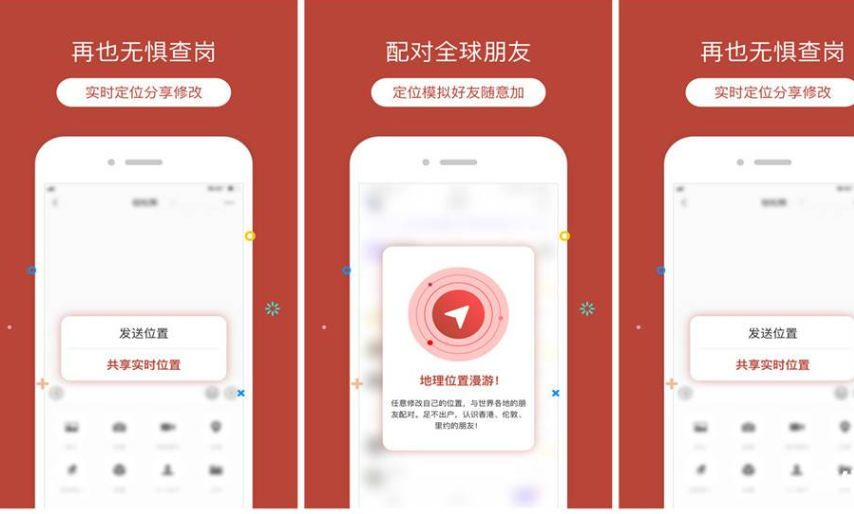 再也无惧查岗
实时定位分享修改
发送位置
共享实时位置
配对全球朋友
定位模拟好友随意加
地理位置漫游！
任意修改自己的位置，与世界各地的朋
友配对。足不出户，认识香港、伦敦、
里约的朋友！
再也无惧查岗
实时定位分享修改
发送位置
共享实时位置